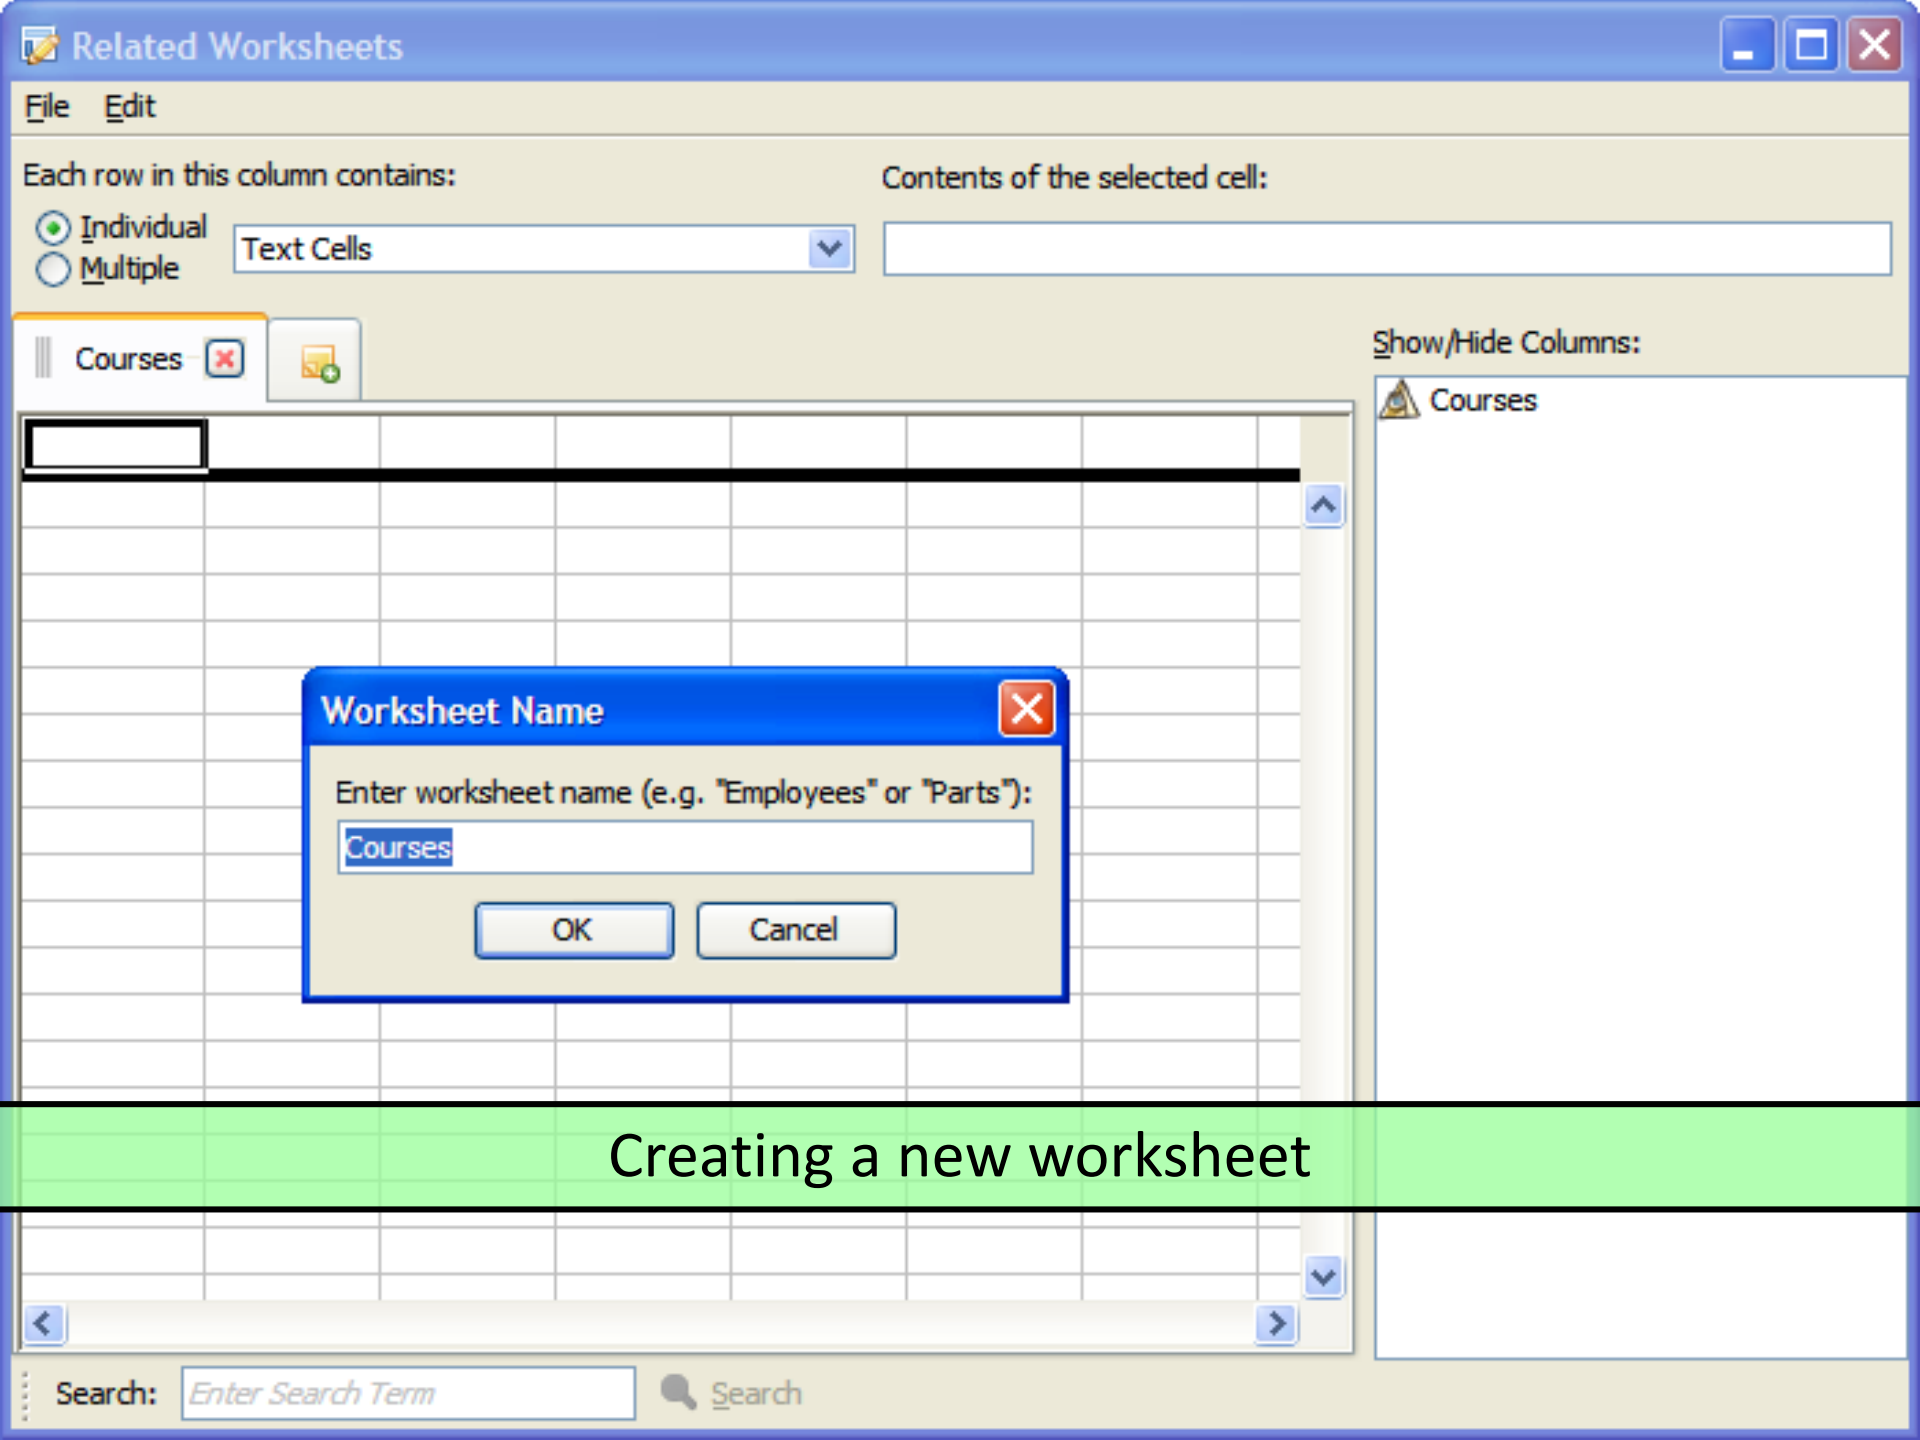 Related Worksheets
File Edit
Each row in this column contains:
Contents of the selected cell:
Individual
Multiple
Text Cells
Courses
Show/Hide Columns:
Courses
Worksheet Name
Enter worksheet name (e.g. "Employees" or "Parts"):
Courses
OK Cancel
Creating a new worksheet
Search: Enter Search Term Search